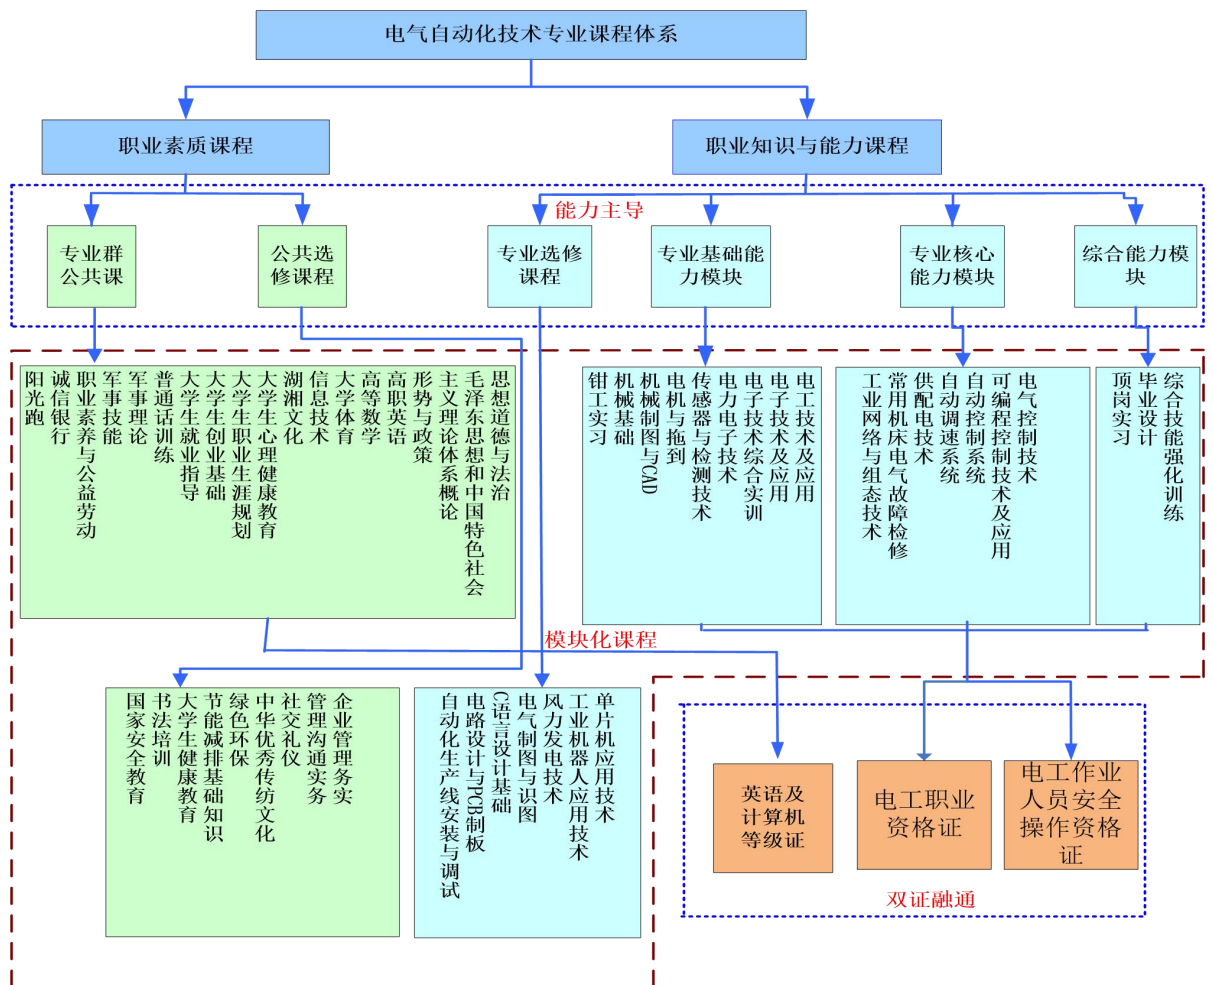 电气自动化技术专业课程体系
职业素质课程
职业知识与能力课程
能力主导
专业群
公共课
公共选
修课程
专业选修
课程
专业基础能
力模块
专业核心
能力模块
综合能力模
块
思想道德与法治
毛泽东思想和中国特色社会
主义理论体系概论
形势与政策
高职英语
高等数学
大学体育
信息技术
湖湘文化
大学生心理健康教育
大学生职业生涯规划
大学生创业基础
大学生就业指导
普通话训练
军事理论
军事技能
职业素养与公益劳动
诚信银行
阳光跑
电工技术及应用
电子技术及应用
电子技术综合实训
电力电子技术
传感器与检测技术
电机与拖到
机械制图与CAD
机械基础
钳工实习
电气控制技术
可编程控制技术及应用
自动控制系统
自动调速系统
供配电技术
常用机床电气故障检修
工业网络与组态技术
综合技能强化训练
毕业设计
顶岗实习
模块化课程
企业管理务实
管理沟通实务
社交礼仪
中华优秀传纺文化
绿色环保
节能减排基础知识
大学生健康教育
书法培训
国家安全教育
单片机应用技术
工业机器人应用技术
风力发电技术
电气制图与识图
C语言设计基础
电路设计与PCB制板
自动化生产线安装与调试
英语及
计算机
等级证
电工职业
资格证
电工作业
人员安全
操作资格
证
双证融通